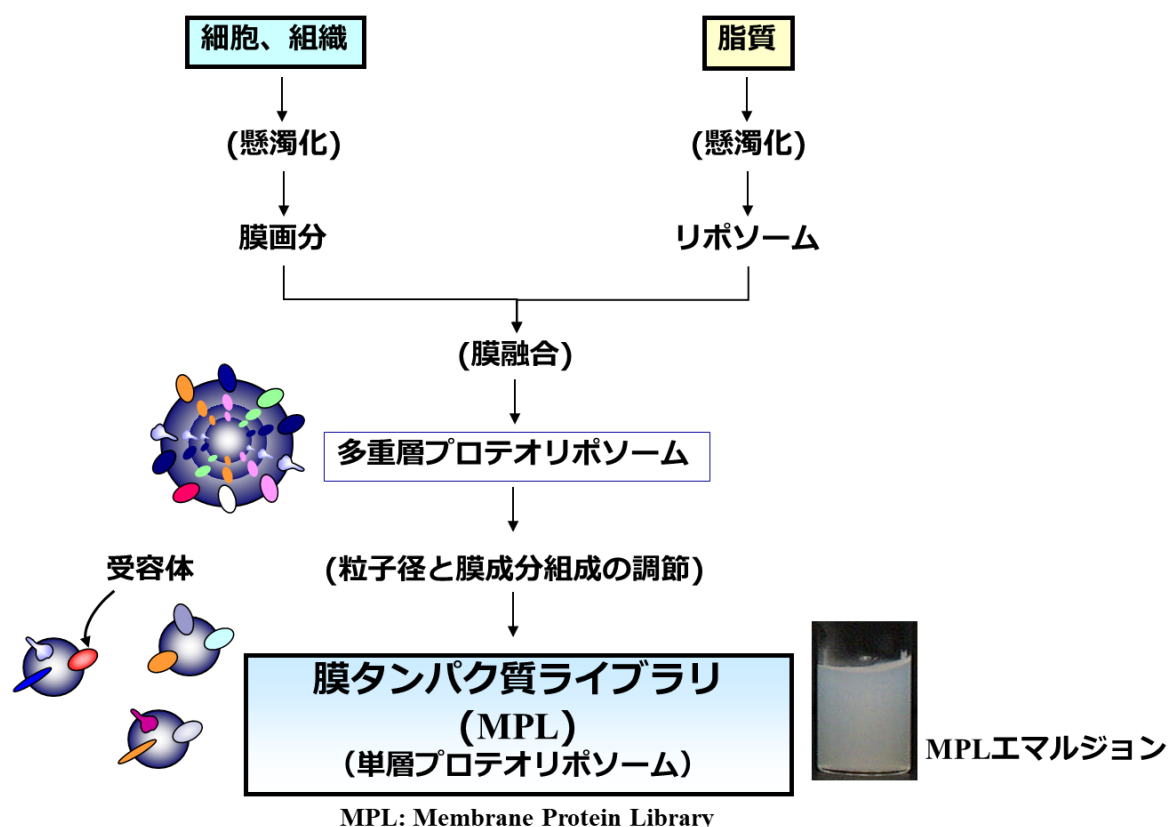 細胞、組織
脂質
(懸濁化)
(懸濁化)
膜画分
リポソーム
(膜融合)
多重層プロテオリポソーム
受容体
(粒子径と膜成分組成の調節)
膜タンパク質ライブラリ
(MPL)
（単層プロテオリポソーム）
MPLエマルジョン
MPL: Membrane Protein Library